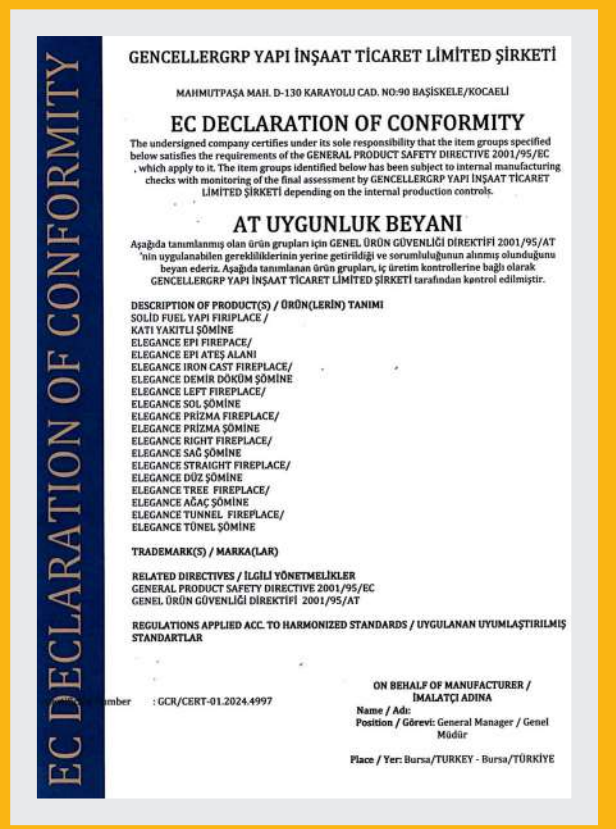 EC DECLARATION OF CONFORMITY
GENCELLERGRP YAPI İNŞAAT TİCARET LİMİTED ŞİRKETİ
MAHMUTPAŞA MAH. D-130 KARAYOLU CAD. NO:90 BAŞİSKELE/KOCAELİ
EC DECLARATION OF CONFORMITY
The undersigned company certifies under its sole responsibility that the item groups specified
below satisfies the requirements of the GENERAL PRODUCT SAFETY DIRECTIVE 2001/95/EC
, which apply to it. The item groups identified below has been subject to internal manufacturing
checks with monitoring of the final assessment by GENCELLERGRP YAPI İNŞAAT TİCARET
LİMİTED ŞİRKETİ depending on the internal production controls.
AT UYGUNLUK BEYANI
Aşağıda tanımlanmış olan ürün grupları için GENEL ÜRÜN GÜVENLİĞİ DİREKTİFİ 2001/95/AT
'nin uygulanabilen gerekliliklerinin yerine getirildiği ve sorumluluğunun alınmış olunduğunu
beyan ederiz. Aşağıda tanımlanan ürün grupları, iç üretim kontrollerine bağlı olarak
GENCELLERGRP YAPI İNŞAAT TİCARET LİMİTED ŞİRKETİ tarafından kontrol edilmiştir.
DESCRIPTION OF PRODUCT(S) / ÜRÜN(LERİN) TANIMI
SOLİD FUEL YAPI FIRIPLACE /
KATI YAKITLI ŞÖMİNE
ELEGANCE EPI FIREPACE/
ELEGANCE EPI ATEŞ ALANI
ELEGANCE IRON CAST FIREPLACE/
ELEGANCE DEMİR DÖKÜM ŞÖMİNE
ELEGANCE LEFT FIREPLACE/
ELEGANCE SOL ŞÖMİNE
ELEGANCE PRİZMA FIREPLACE/
ELEGANCE PRİZMA ŞÖMİNE
ELEGANCE RIGHT FIREPLACE/
ELEGANCE SAĞ ŞÖMİNE
ELEGANCE STRAIGHT FIREPLACE/
ELEGANCE DÜZ ŞÖMİNE
ELEGANCE TREE FIREPLACE/
ELEGANCE AĞAÇ ŞÖMİNE
ELEGANCE TUNNEL FIREPLACE/
ELEGANCE TÜNEL ŞÖMİNE
TRADEMARK(S) / MARKA(LAR)
RELATED DIRECTIVES / İLGİLİ YÖNETMELİKLER
GENERAL PRODUCT SAFETY DIRECTIVE 2001/95/EC
GENEL ÜRÜN GÜVENLİĞİ DİREKTİFİ 2001/95/AT
REGULATIONS APPLIED ACC. TO HARMONIZED STANDARDS / UYGULANAN UYUMLAŞTIRILMIŞ
STANDARTLAR
: GCR/CERT-01.2024.4997
ON BEHALF OF MANUFACTURER /
İMALATÇI ADINA
Name / Adı:
Position / Görevi: General Manager / Genel
Müdür
Place / Yer: Bursa/TURKEY - Bursa/TÜRKİYE